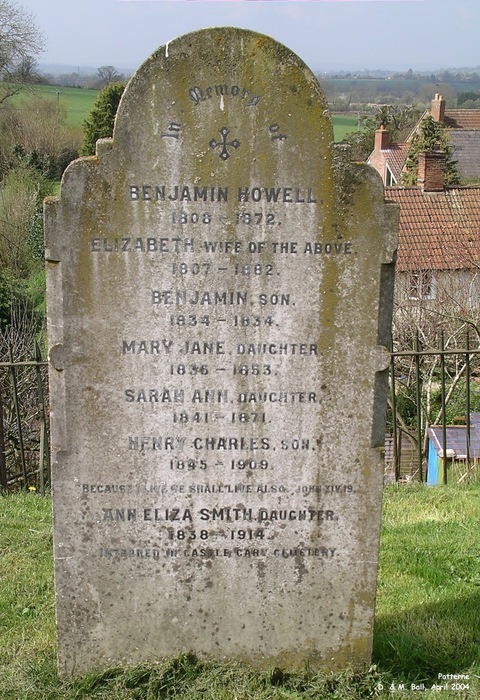 In Memory of
BENJAMIN HOWELL.
1808 - 1872.
ELIZABETH, WIFE OF THE ABOVE.
1807 - 1882.
BENJAMIN, SON.
1834 - 1834.
MARY JANE, DAUGHTER.
1836 - 1853.
SARAH ANN, DAUGHTER.
1841 - 1871.
HENRY CHARLES, SON.
1845 - 1909.
BECAUSE I LIVE WE SHALL LIVE ALSO. JOHN XIV.19.
ANN ELIZA SMITH, DAUGHTER.
1838 - 1914.
INTERRED IN CASTLE CARY CEMETERY.
Potterne
D. & M. Ball, April 2004